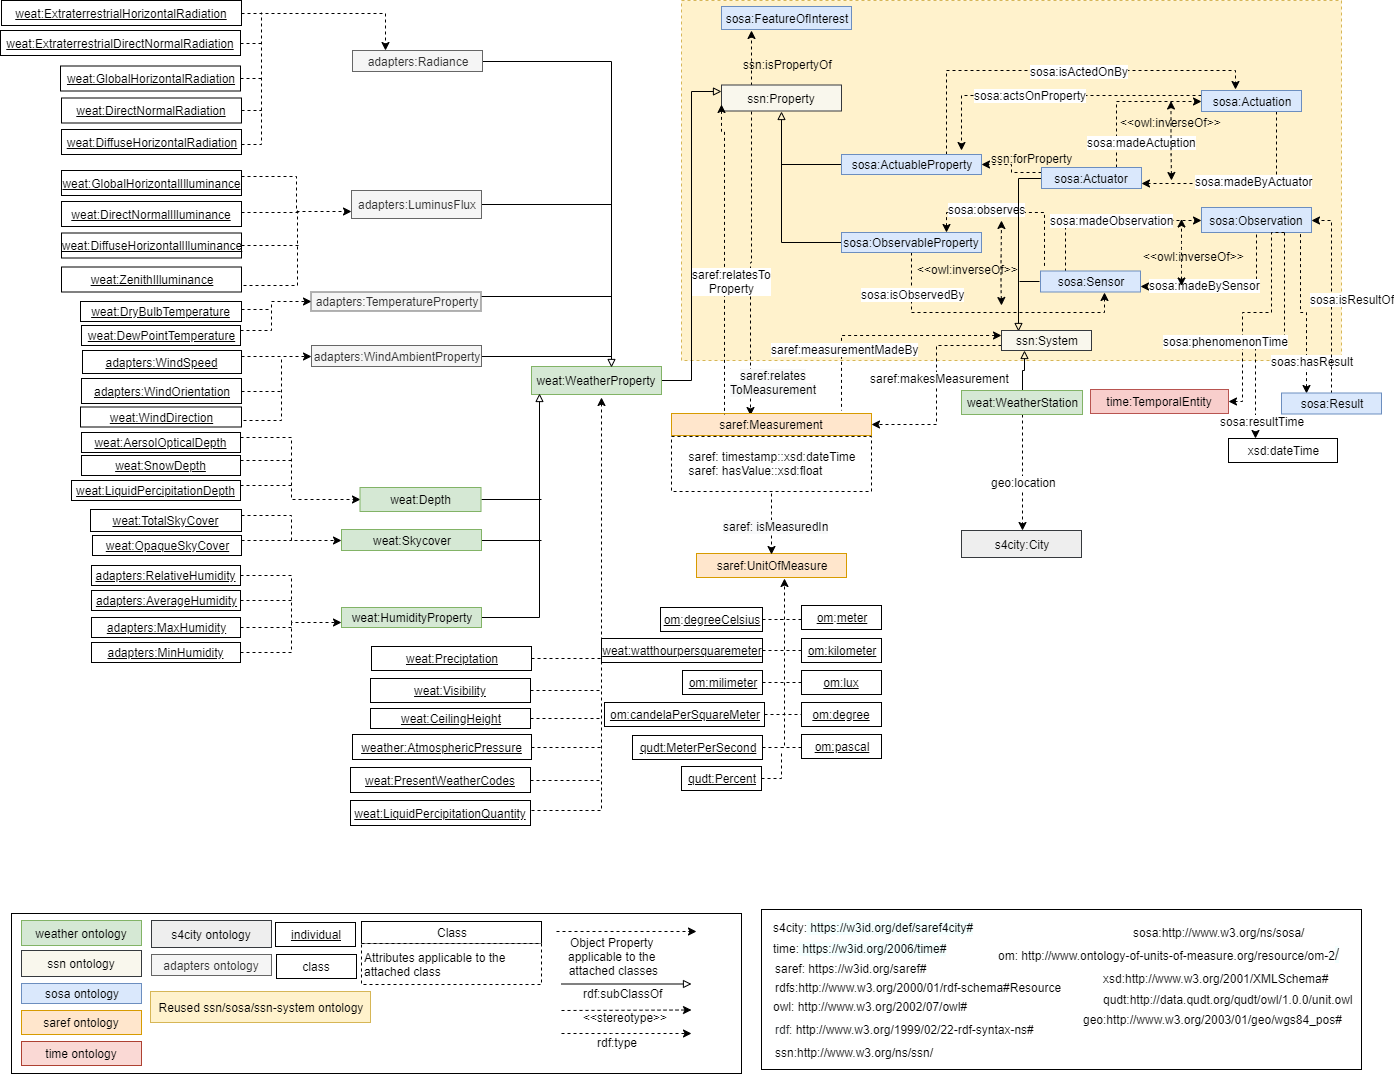 weat:ExtraterrestrialHorizontalRadiation
weat:ExtraterrestrialDirectNormalRadiation
weat:GlobalHorizontalRadiation
weat:DirectNormalRadiation
weat:DiffuseHorizontalRadiation
adapters:Radiance
weat:GlobalHorizontalIlluminance
weat:DirectNormalIlluminance
weat:DiffuseHorizontalIlluminance
weat:ZenithIlluminance
adapters:LuminusFlux
weat:DryBulbTemperature
weat:DewPointTemperature
adapters:TemperatureProperty
adapters:WindSpeed
adapters:WindOrientation
weat:WindDirection
adapters:WindAmbientProperty
weat:WeatherProperty
weat:AersolOpticalDepth
weat:SnowDepth
weat:LiquidPercipitationDepth
weat:Depth
weat:TotalSkyCover
weat:OpaqueSkyCover
weat:Skycover
adapters:RelativeHumidity
adapters:AverageHumidity
adapters:MaxHumidity
adapters:MinHumidity
weat:HumidityProperty
weat:Preciptation
weat:Visibility
weat:CeilingHeight
weather:AtmosphericPressure
weat:PresentWeatherCodes
weat:LiquidPercipitationQuantity
sosa:FeatureOfInterest
ssn:isPropertyOf
ssn:Property
sosa:isActedOnBy
sosa:actsOnProperty
sosa:Actuation
<<owl:inverseOf>>
sosa:madeActuation
sosa:ActuableProperty
ssn:forProperty
sosa:Actuator
sosa:madeByActuator
sosa:observes
sosa:madeObservation
sosa:Observation
sosa:ObservableProperty
<<owl:inverseOf>>
<<owl:inverseOf>>
saref:relatesTo
Property
sosa:isObservedBy
sosa:Sensor
sosa:madeBySensor
sosa:isResultOf
ssn:System
saref:measurementMadeBy
sosa:phenomenonTime
sosa:hasResult
saref:relates
ToMeasurement
saref:makesMeasurement
weat:WeatherStation
time:TemporalEntity
sosa:Result
saref:Measurement
saref: timestamp::xsd:dateTime
saref: hasValue::xsd:float
sosa:resultTime
xsd:dateTime
geo:location
saref: isMeasuredIn
s4city:City
saref:UnitOfMeasure
om:degreeCelsius
om:meter
weat:watthourpersquaremeter
om:kilometer
om:milimeter
om:lux
om:candelaPerSquareMeter
om:degree
qudt:MeterPerSecond
om:pascal
qudt:Percent
weather ontology
ssn ontology
sosa ontology
saref ontology
time ontology
s4city ontology
adapters ontology
individual
class
Reused ssn/sosa/ssn-system ontology
Class
Attributes applicable to the
attached class
Object Property
applicable to the
attached classes
rdf:subClassOf
<<stereotype>>
rdf:type
s4city: https://w3id.org/def/saref4city#
time: https://w3id.org/2006/time#
saref: https://w3id.org/saref#
rdfs:http://www.w3.org/2000/01/rdf-schema#Resource
owl: http://www.w3.org/2002/07/owl#
rdf: http://www.w3.org/1999/02/22-rdf-syntax-ns#
ssn:http://www.w3.org/ns/ssn/
sosa:http://www.w3.org/ns/sosa/
om: http://www.ontology-of-units-of-measure.org/resource/om-2/
xsd:http://www.w3.org/2001/XMLSchema#
qudt:http://data.qudt.org/qudt/owl/1.0.0/unit.owl
geo:http://www.w3.org/2003/01/geo/wgs84_pos#